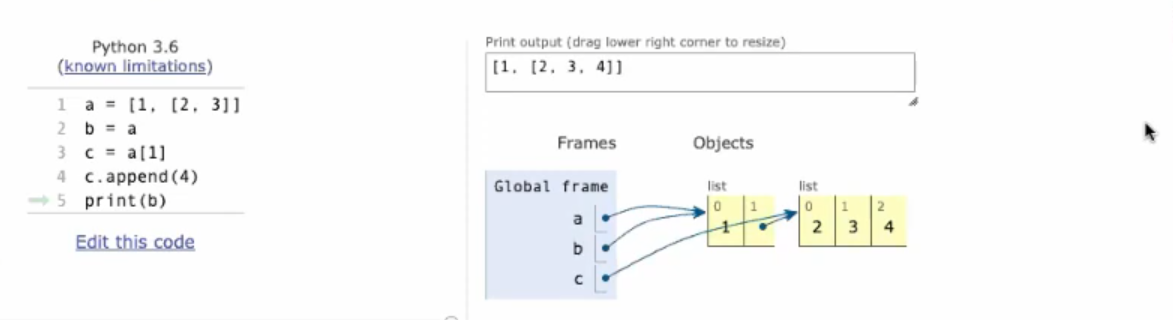 Python 3.6
(known limitations)
1 a = [1, [2, 3]]
2 b = a
3 c = a[1]
4 c.append(4)
5 print(b)
Edit this code
Print output (drag lower right corner to resize)
[1, [2, 3, 4]]
Frames Objects
Global frame
a
b
c
list list
0 1 0 1 2
1 2 3 4